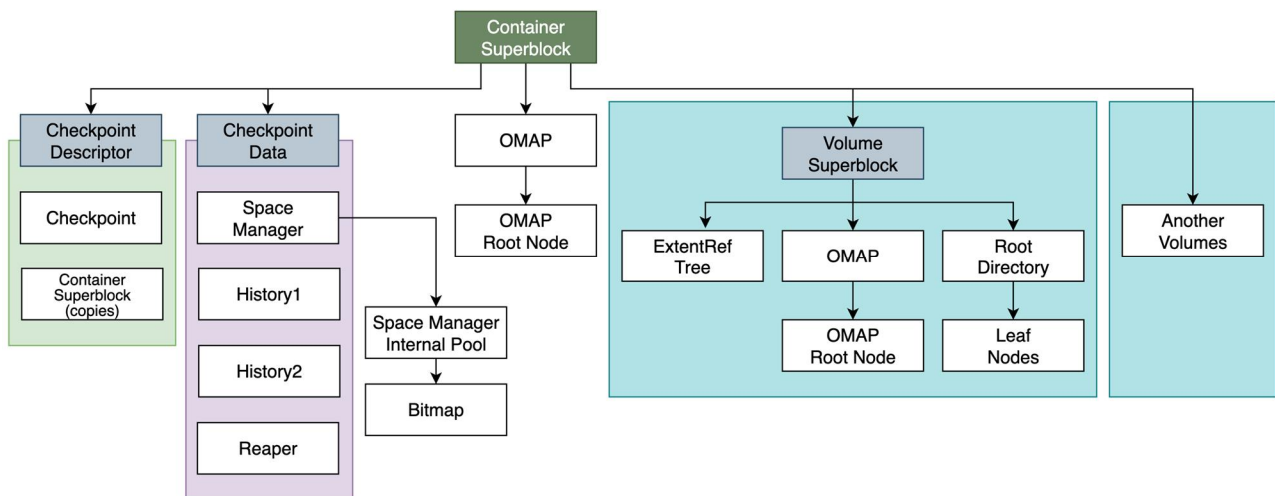 Container
Superblock
Checkpoint
Descriptor
Checkpoint
Container
Superblock
(copies)
Checkpoint
Data
Space
Manager
History1
History2
Reaper
Space Manager
Internal Pool
Bitmap
OMAP
OMAP
Root Node
Volume
Superblock
ExtentRef
Tree
OMAP
OMAP
Root Node
Root
Directory
Leaf
Nodes
Another
Volumes